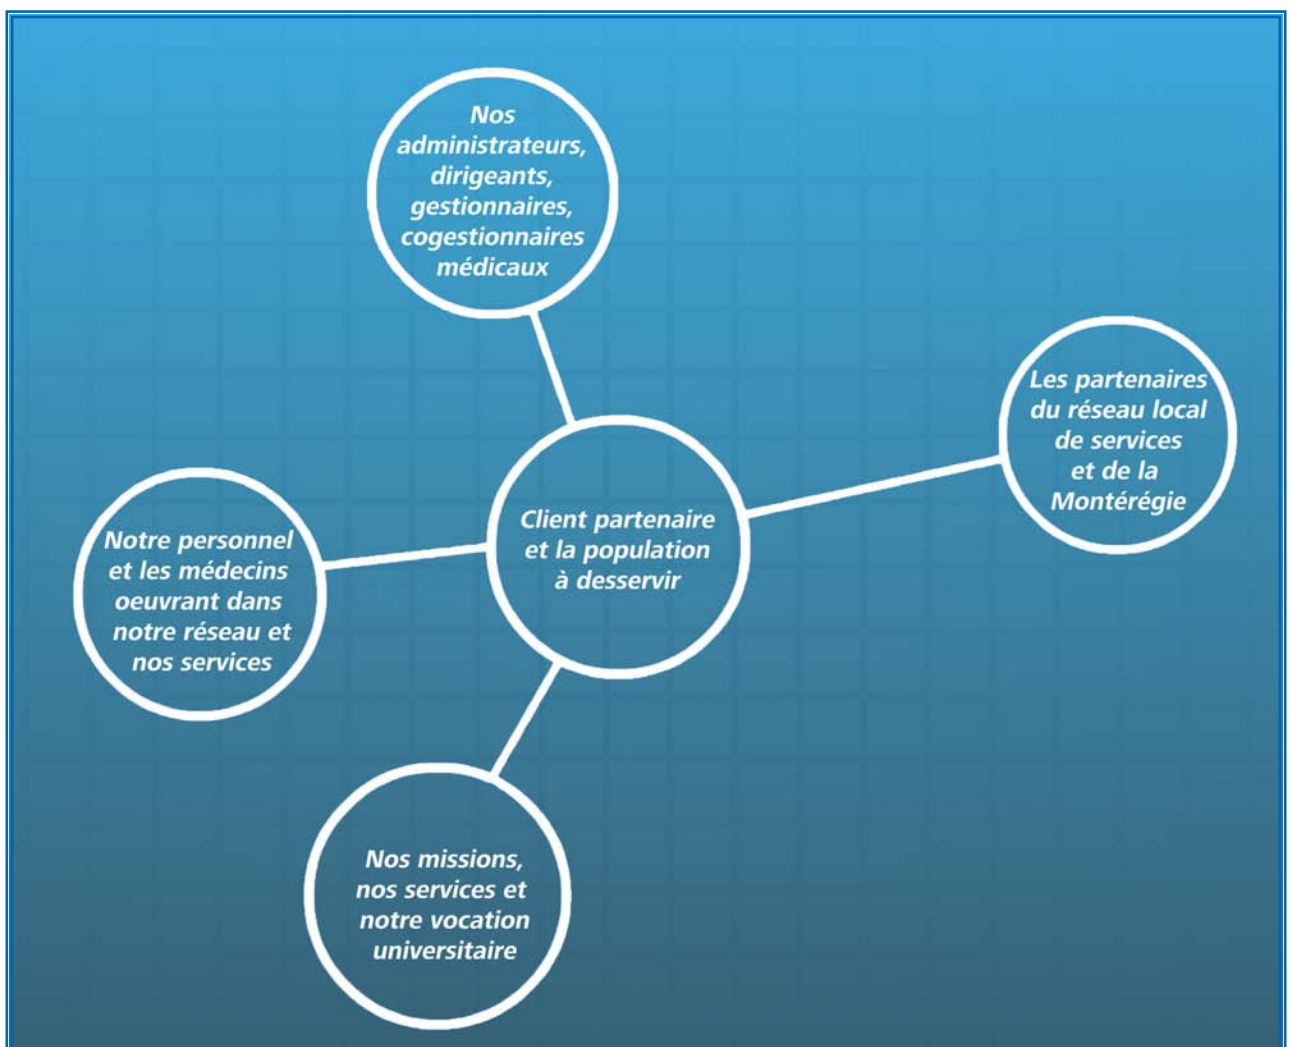 Nos
administrateurs,
dirigeants,
gestionnaires,
cogestionnaires
médicaux
Les partenaires
du réseau local
de services
et de la
Montérégie
Client partenaire
et la population
à desservir
Notre personnel
et les médecins
oeuvrant dans
notre réseau et
nos services
Nos missions,
nos services et
notre vocation
universitaire